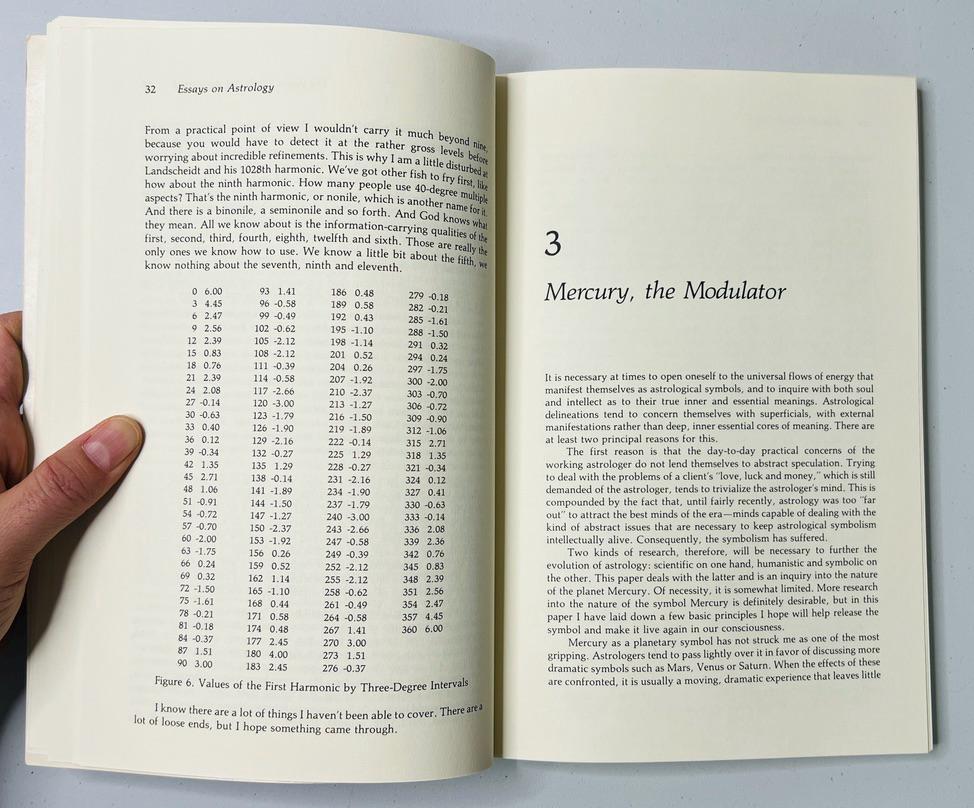 32 Essays on Astrology
From a practical point of view I wouldn't carry it much beyond nine,
because you would have to detect it at the rather gross levels before
worrying about incredible refinements. This is why I am a little disturbed at
Landscheidt and his 1028th harmonic. We've got other fish to fry first, like
how about the ninth harmonic. How many people use 40-degree multiple
aspects? That's the ninth harmonic, or nonile, which is another name for it.
And there is a binonile, a seminonile and so forth. And God knows what
they mean. All we know about is the information-carrying qualities of the
first, second, third, fourth, eighth, twelfth and sixth. Those are really the
only ones we know how to use. We know a little bit about the fifth, we
know nothing about the seventh, ninth and eleventh.
0 6.00 93 1.41 186 0.48 279 -0.18
3 4.45 96 -0.58 189 0.58 282 -0.21
6 2.47 99 -0.49 192 0.43 285 -1.61
9 2.56 102 -0.62 195 -1.10 288 -1.50
12 2.39 105 -2.12 198 -1.14 291 0.32
15 0.83 108 -2.12 201 0.52 294 0.24
18 0.76 111 -0.39 204 0.26 297 -1.75
21 2.39 114 -0.58 207 -1.92 300 -2.00
24 2.08 117 -2.66 210 -2.37 303 -0.70
27 -0.14 120 -3.00 213 -1.27 306 -0.72
30 -0.63 123 -1.79 216 -1.50 309 -0.90
33 0.40 126 -1.90 219 -1.89 312 -1.06
36 0.12 129 -2.16 222 -0.14 315 2.71
39 -0.34 132 -0.27 225 1.29 318 1.35
42 1.35 135 1.29 228 -0.27 321 -0.34
45 2.71 138 -0.14 231 -2.16 324 0.12
48 1.06 141 -1.89 234 -1.90 327 0.41
51 -0.91 144 -1.50 237 -1.79 330 -0.63
54 -0.72 147 -1.27 240 -3.00 333 -0.14
57 -0.70 150 -2.37 243 -2.66 336 2.08
60 -2.00 153 -1.92 247 -0.58 339 2.36
63 -1.75 156 0.26 249 -0.39 342 0.76
66 0.24 159 0.52 252 -2.12 345 0.83
69 0.32 162 1.14 255 -2.12 348 2.39
72 -1.50 165 -1.10 258 -0.62 351 2.56
75 -1.61 168 0.44 261 -0.49 354 2.47
78 -0.21 171 0.58 264 -0.58 357 4.45
81 -0.18 174 0.48 267 1.41 360 6.00
84 -0.37 177 2.45 270 3.00
87 1.51 180 4.00 273 1.51
90 3.00 183 2.45 276 -0.37
Figure 6. Values of the First Harmonic by Three-Degree Intervals
I know there are a lot of things I haven't been able to cover. There are a
lot of loose ends, but I hope something came through.
3
Mercury, the Modulator
It is necessary at times to open oneself to the universal flows of energy that
manifest themselves as astrological symbols, and to inquire with both soul
and intellect as to their true inner and essential meanings. Astrological
delineations tend to concern themselves with superficials, with external
manifestations rather than deep, inner essential cores of meaning. There are
at least two principal reasons for this.
The first reason is that the day-to-day practical concerns of the
working astrologer do not lend themselves to abstract speculation. Trying
to deal with the problems of a client's "love, luck and money," which is still
demanded of the astrologer, tends to trivialize the astrologer's mind. This is
compounded by the fact that, until fairly recently, astrology was too "far
out" to attract the best minds of the era—minds capable of dealing with the
kind of abstract issues that are necessary to keep astrological symbolism
intellectually alive. Consequently, the symbolism has suffered.
Two kinds of research, therefore, will be necessary to further the
evolution of astrology: scientific on one hand, humanistic and symbolic on
the other. This paper deals with the latter and is an inquiry into the nature
of the planet Mercury. Of necessity, it is somewhat limited. More research
into the nature of the symbol Mercury is definitely desirable, but in this
paper I have laid down a few basic principles I hope will help release the
symbol and make it live again in our consciousness.
Mercury as a planetary symbol has not struck me as one of the most
gripping. Astrologers tend to pass lightly over it in favor of discussing more
dramatic symbols such as Mars, Venus or Saturn. When the effects of these
are confronted, it is usually a moving, dramatic experience that leaves little